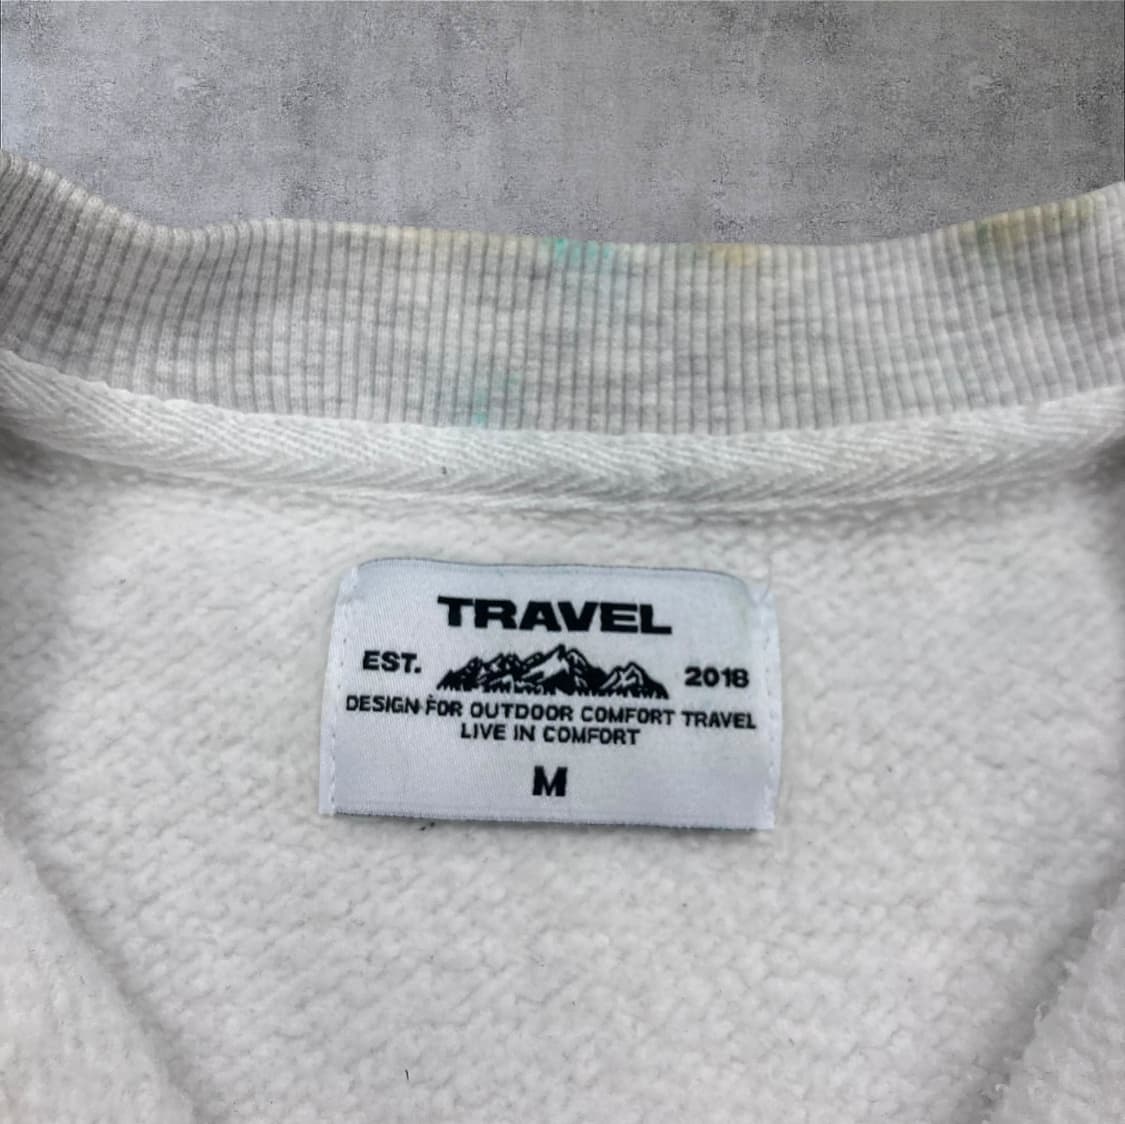 TRAVEL
EST. 2018
DESIGN FOR OUTDOOR COMFORT TRAVEL
LIVE IN COMFORT
M